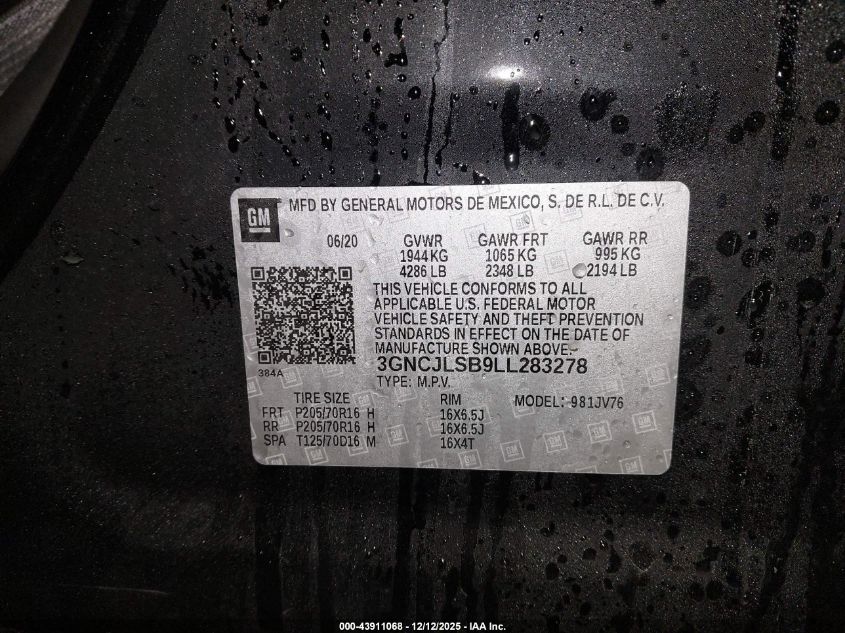 GM MFD BY GENERAL MOTORS DE MEXICO, S. DE R.L. DE C.V.
06/20 GVWR GAWR FRT GAWR RR
1944 KG 1065 KG 995 KG
4286 LB 2348 LB 2194 LB
THIS VEHICLE CONFORMS TO ALL
APPLICABLE U.S. FEDERAL MOTOR
VEHICLE SAFETY AND THEFT PREVENTION
STANDARDS IN EFFECT ON THE DATE OF
MANUFACTURE SHOWN ABOVE.
384A
3GNCJLSB9LL283278
TYPE: M.P.V.
TIRE SIZE RIM MODEL: 981JV76
FRT P205/70R16 H 16X6.5J
RR P205/70R16 H 16X6.5J
SPA T125/70D16 M 16X4T
000-43911068 - 12/12/2025 - IAA Inc.